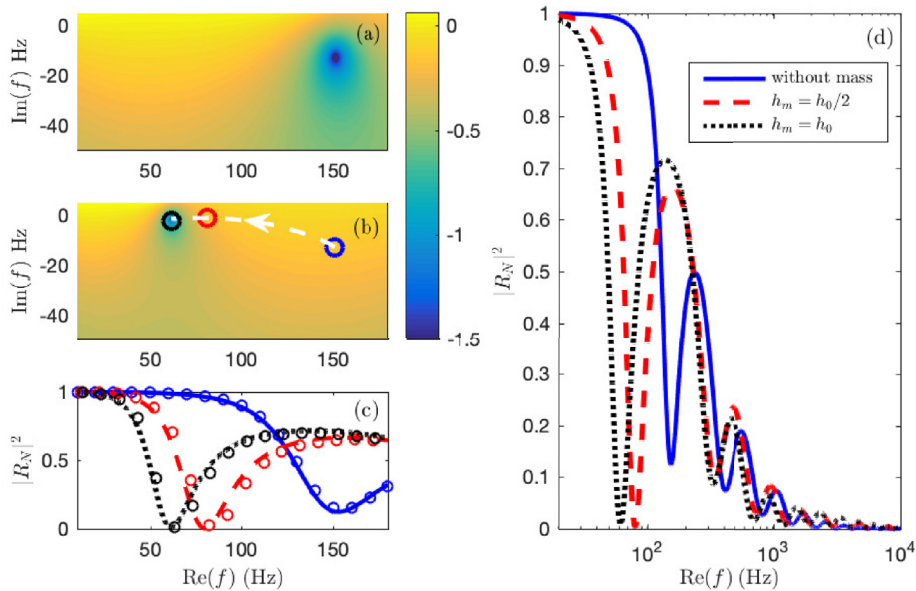 (a)
Im(f) Hz
0
-20
-40
50
100
150
(b)
Im(f) Hz
0
-20
-40
50
100
150
0
-0.5
-1
-1.5
(c)
|R_N|^2
1
0.5
0
50
100
150
Re(f) (Hz)
(d)
|R_N|^2
1
0.9
0.8
0.7
0.6
0.5
0.4
0.3
0.2
0.1
0
10^2
10^3
10^4
Re(f) (Hz)
without mass
h_m = h_0/2
h_m = h_0